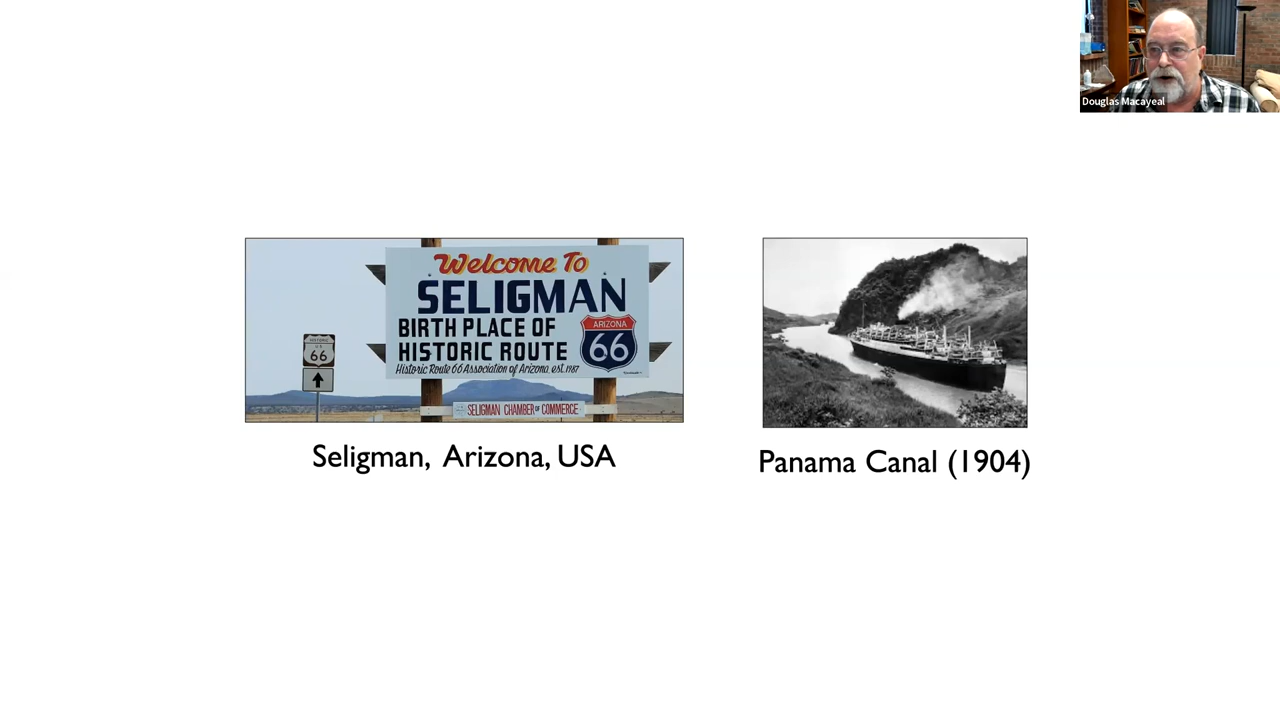 Douglas Macayeal
Welcome To
SELIGMAN
BIRTH PLACE OF
HISTORIC ROUTE
ARIZONA
66
Historic Route 66 Association of Arizona, est. 1987
SELIGMAN CHAMBER OF COMMERCE
HISTORIC
U S
66
Seligman, Arizona, USA
Panama Canal (1904)